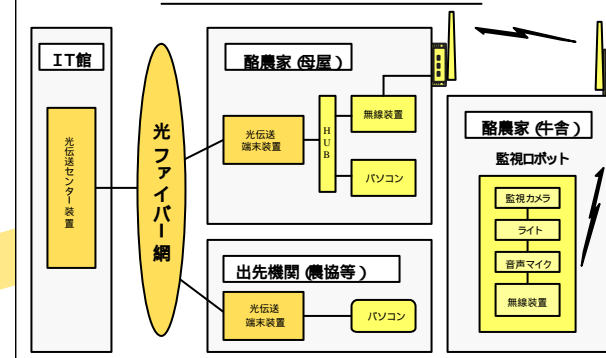 IT館
光伝送センター装置
光ファイバー網
酪農家(母屋)
光伝送
端末装置
HUB
無線装置
パソコン
出先機関(農協等)
光伝送
端末装置
パソコン
酪農家(牛舎)
監視ロボット
監視カメラ
ライト
音声マイク
無線装置